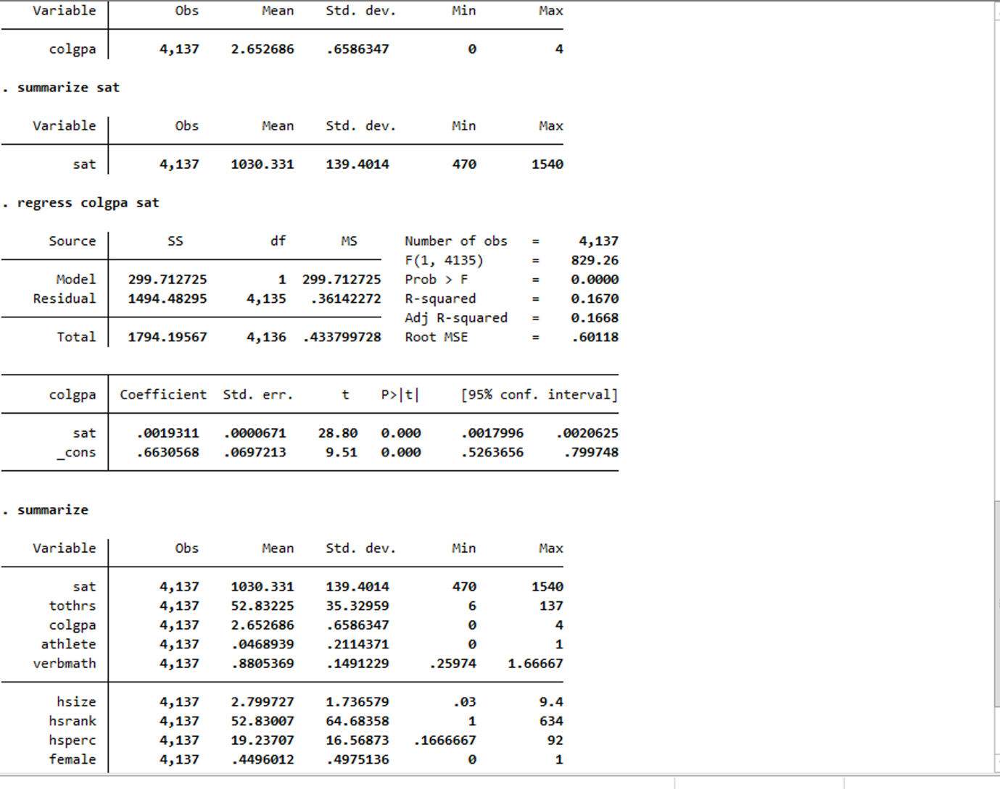 Variable Obs Mean Std. dev. Min Max
colgpa 4,137 2.652686 .6586347 0 4
. summarize sat
Variable Obs Mean Std. dev. Min Max
sat 4,137 1030.331 139.4014 470 1540
. regress colgpa sat
Source SS df MS Number of obs = 4,137
F(1, 4135) = 829.26
Model 299.712725 1 299.712725 Prob > F = 0.0000
Residual 1494.48295 4,135 .36142272 R-squared = 0.1670
Adj R-squared = 0.1668
Total 1794.19567 4,136 .433799728 Root MSE = .60118
colgpa Coefficient Std. err. t P>|t| [95% conf. interval]
sat .0019311 .0000671 28.80 0.000 .0017996 .0020625
_cons .6630568 .0697213 9.51 0.000 .5263656 .799748
. summarize
Variable Obs Mean Std. dev. Min Max
sat 4,137 1030.331 139.4014 470 1540
tothrs 4,137 52.83225 35.32959 6 137
colgpa 4,137 2.652686 .6586347 0 4
athlete 4,137 .0468939 .2114371 0 1
verbmath 4,137 .8805369 .1491229 .25974 1.66667
hsize 4,137 2.799727 1.736579 .03 9.4
hsrank 4,137 52.83007 64.68358 1 634
hsperc 4,137 19.23707 16.56873 .1666667 92
female 4,137 .4496012 .4975136 0 1